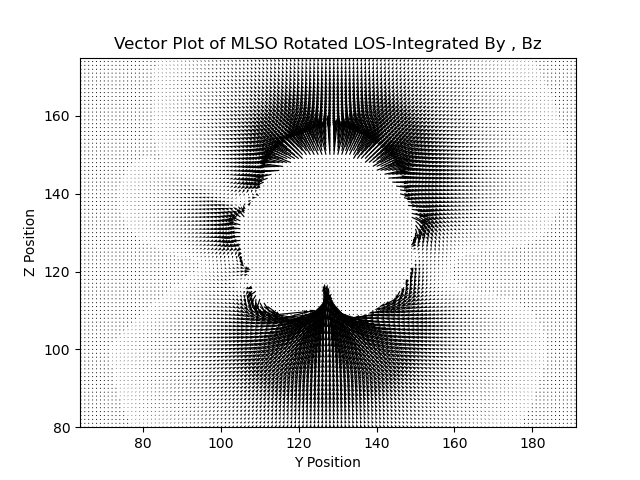 Vector Plot of MLSO Rotated LOS-Integrated By , Bz
160
140
120
100
80
Z Position
80 100 120 140 160 180
Y Position